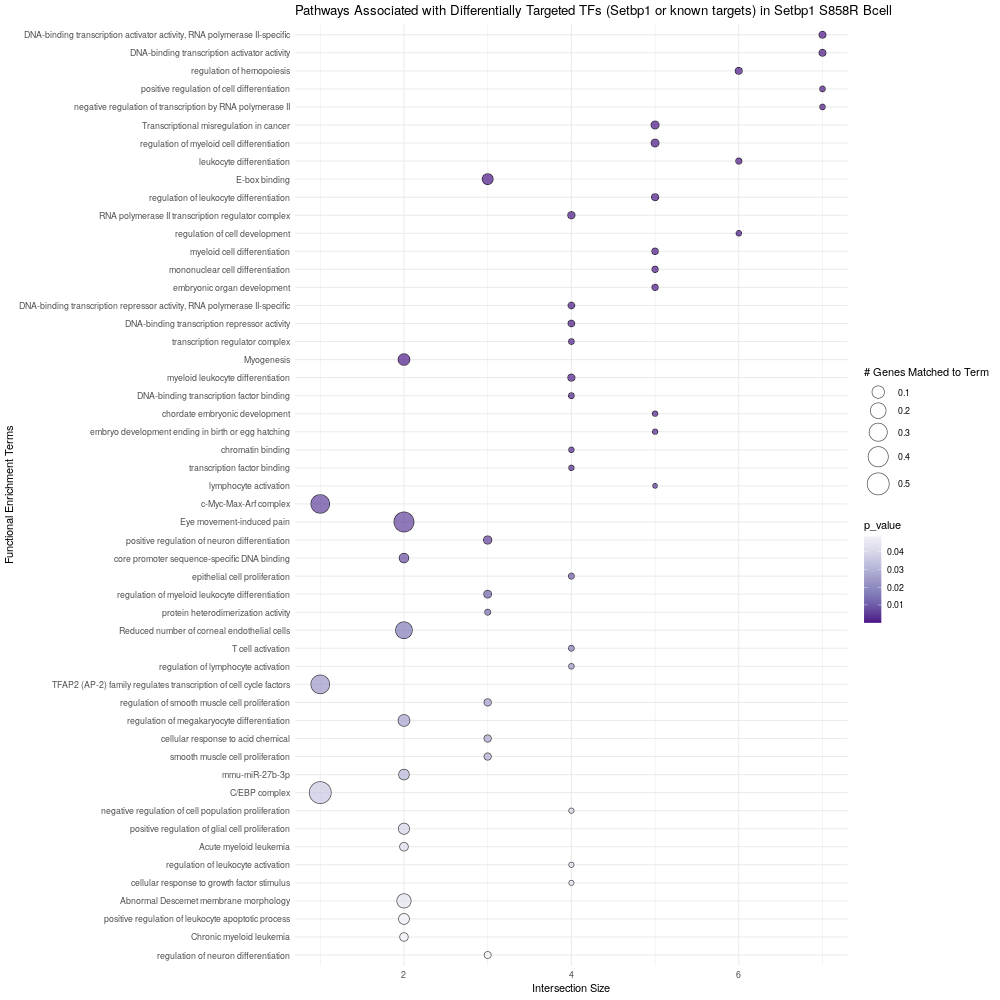 Pathways Associated with Differentially Targeted TFs (Setbp1 or known targets) in Setbp1 S858R Bcell
DNA-binding transcription activator activity, RNA polymerase II-specific
DNA-binding transcription activator activity
regulation of hemopoiesis
positive regulation of cell differentiation
negative regulation of transcription by RNA polymerase II
Transcriptional misregulation in cancer
regulation of myeloid cell differentiation
leukocyte differentiation
E-box binding
regulation of leukocyte differentiation
RNA polymerase II transcription regulator complex
regulation of cell development
myeloid cell differentiation
mononuclear cell differentiation
embryonic organ development
DNA-binding transcription repressor activity, RNA polymerase II-specific
DNA-binding transcription repressor activity
transcription regulator complex
Myogenesis
myeloid leukocyte differentiation
DNA-binding transcription factor binding
chordate embryonic development
embryo development ending in birth or egg hatching
chromatin binding
transcription factor binding
lymphocyte activation
c-Myc-Max-Arf complex
Eye movement-induced pain
positive regulation of neuron differentiation
core promoter sequence-specific DNA binding
epithelial cell proliferation
regulation of myeloid leukocyte differentiation
protein heterodimerization activity
Reduced number of corneal endothelial cells
T cell activation
regulation of lymphocyte activation
TFAP2 (AP-2) family regulates transcription of cell cycle factors
regulation of smooth muscle cell proliferation
regulation of megakaryocyte differentiation
cellular response to acid chemical
smooth muscle cell proliferation
mmu-miR-27b-3p
C/EBP complex
negative regulation of cell population proliferation
positive regulation of glial cell proliferation
Acute myeloid leukemia
regulation of leukocyte activation
cellular response to growth factor stimulus
Abnormal Descemet membrane morphology
positive regulation of leukocyte apoptotic process
Chronic myeloid leukemia
regulation of neuron differentiation
Functional Enrichment Terms
2 4 6
Intersection Size
# Genes Matched to Term
0.1
0.2
0.3
0.4
0.5
p_value
0.04
0.03
0.02
0.01